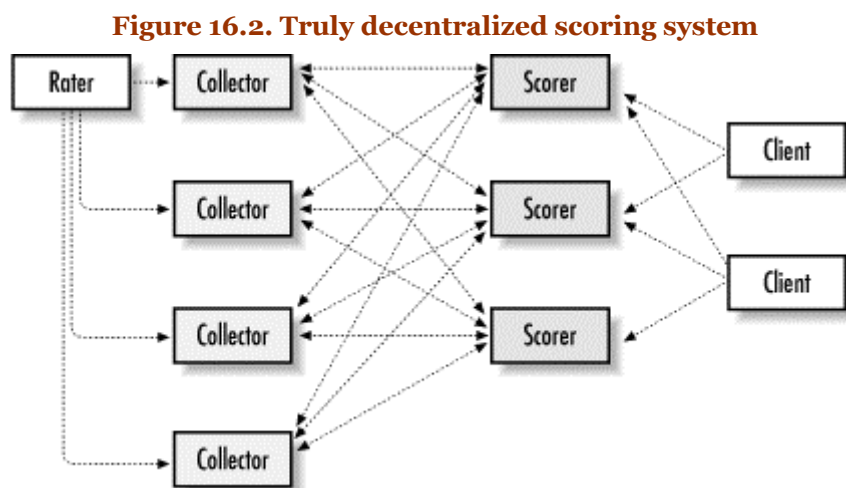 Figure 16.2. Truly decentralized scoring system
Rater
Collector
Scorer
Client
Collector
Scorer
Client
Collector
Scorer
Collector